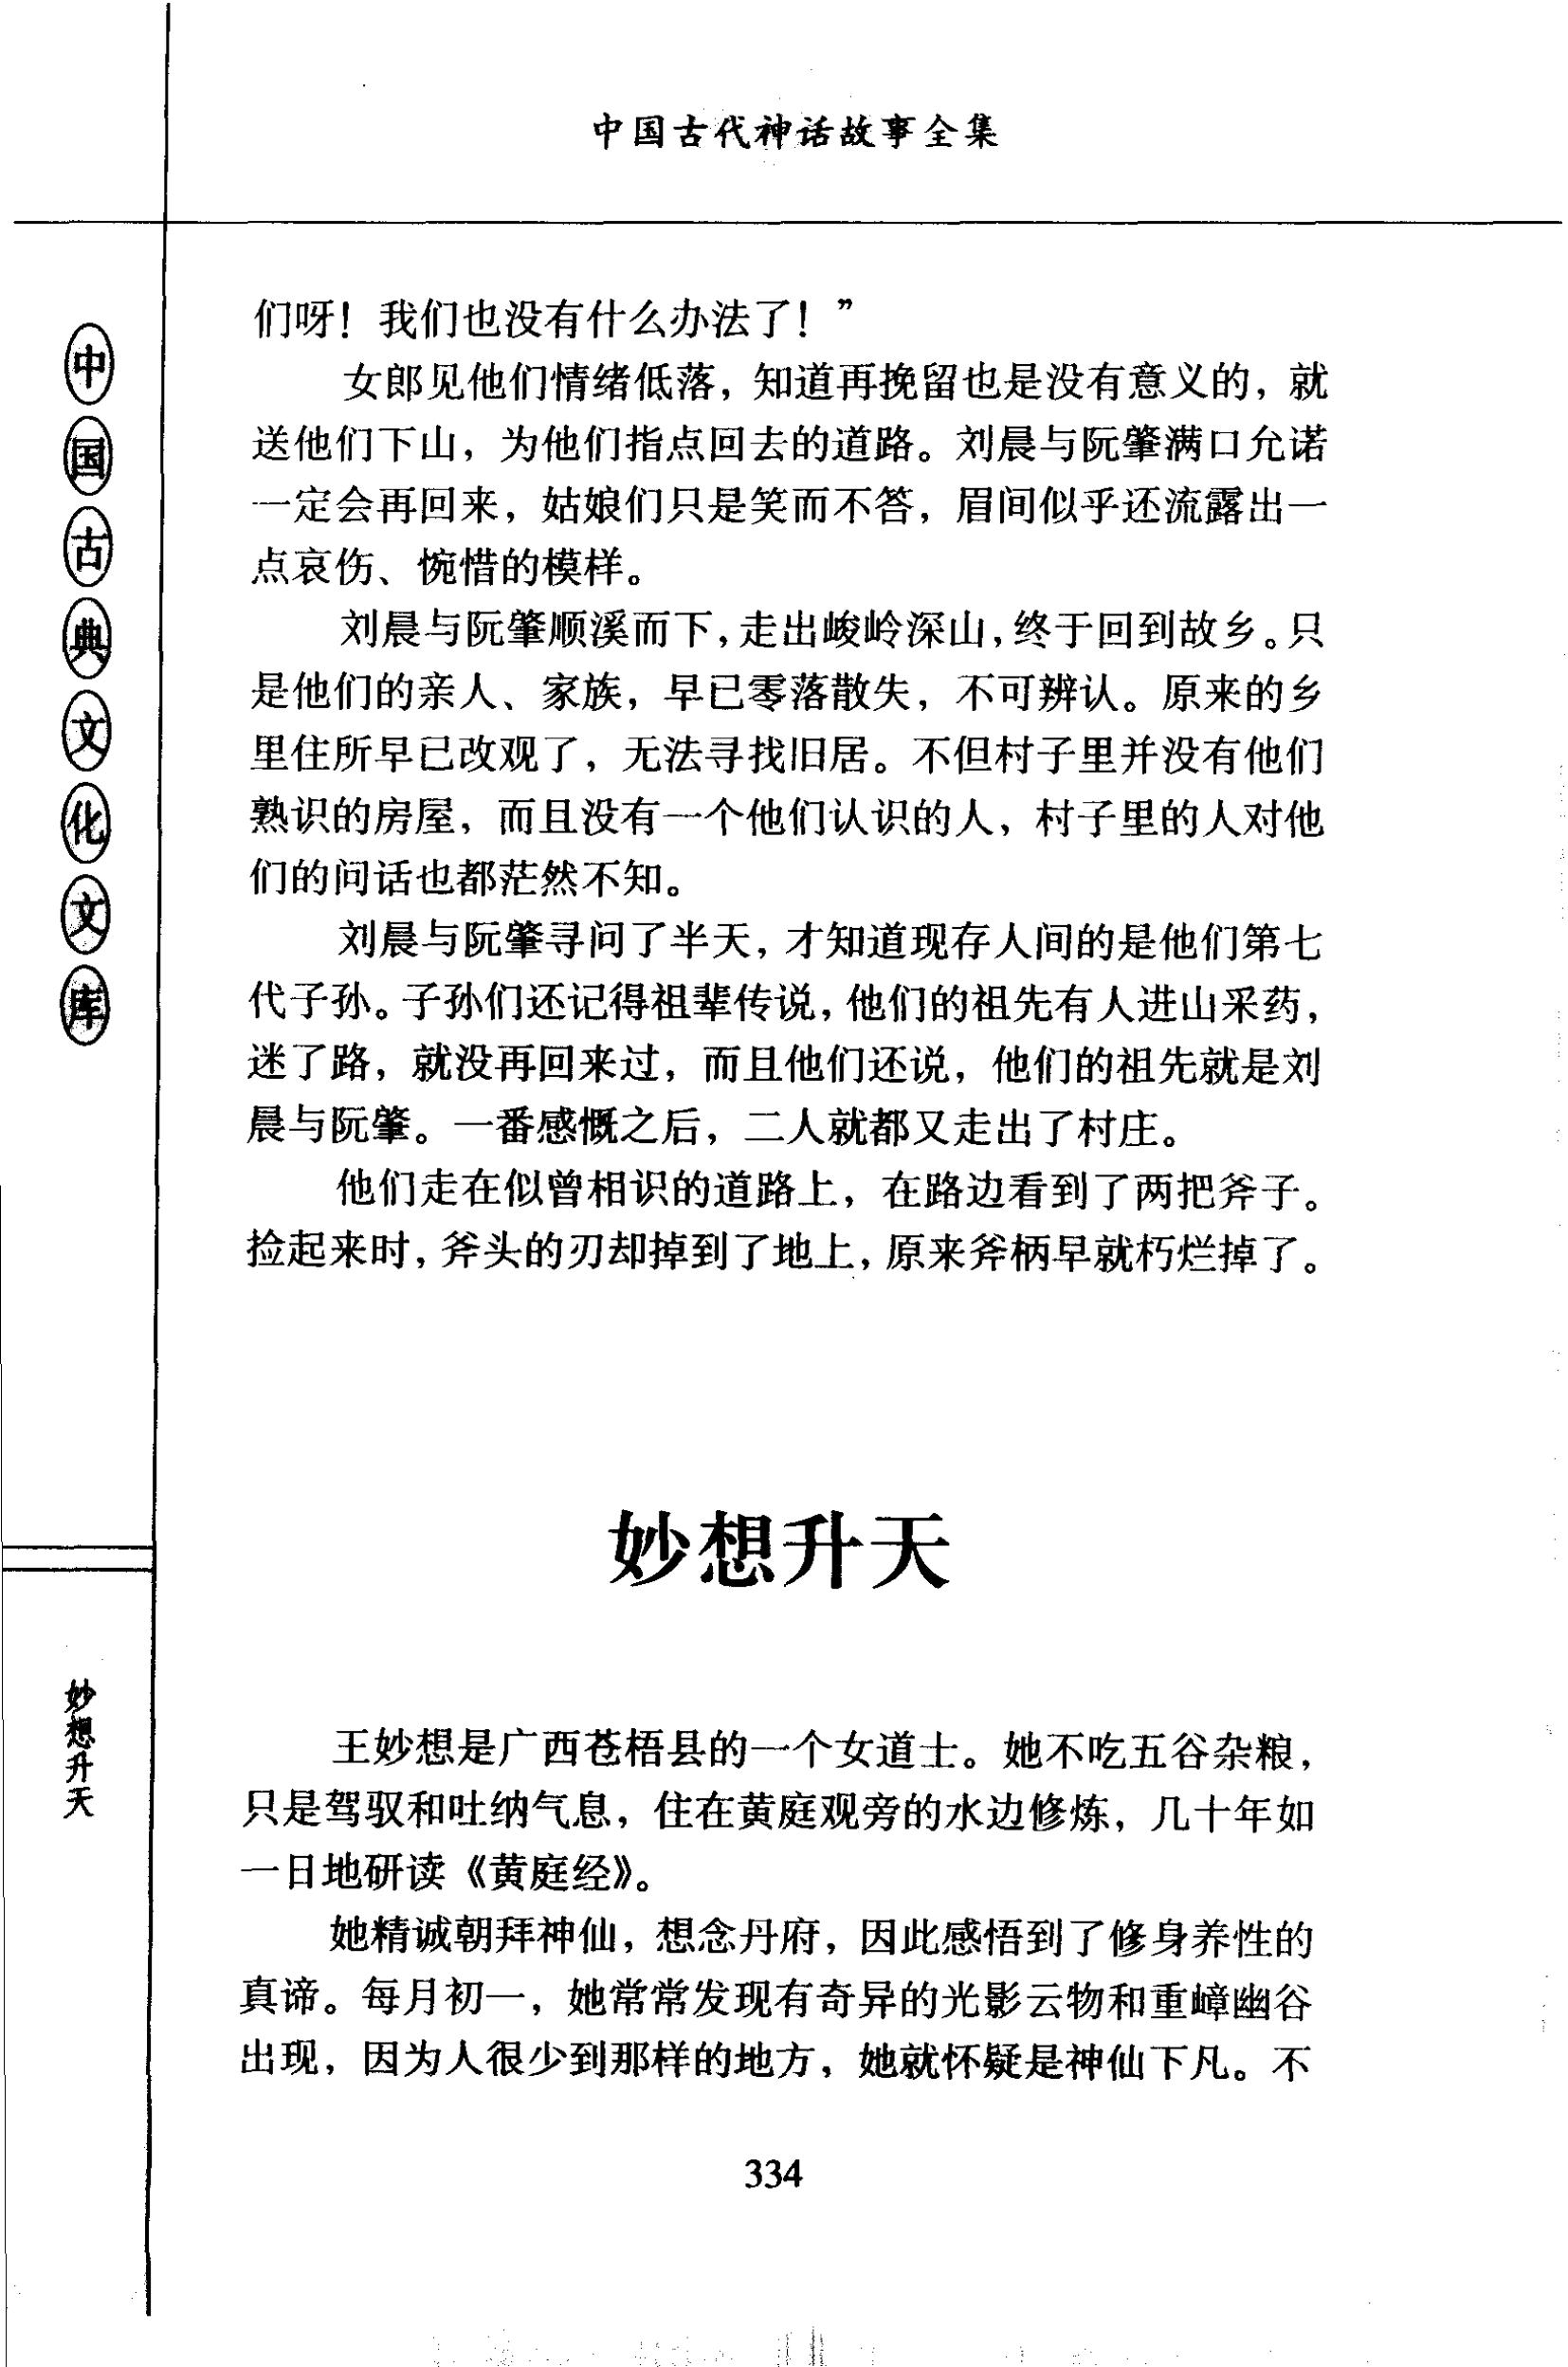 中国古代神话故事全集
中国古典文化文库
们呀！我们也没有什么办法了！”
女郎见他们情绪低落，知道再挽留也是没有意义的，就
送他们下山，为他们指点回去的道路。刘晨与阮肇满口允诺
一定会再回来，姑娘们只是笑而不答，眉间似乎还流露出一
点哀伤、惋惜的模样。
刘晨与阮肇顺溪而下，走出峻岭深山，终于回到故乡。只
是他们的亲人、家族，早已零落散失，不可辨认。原来的乡
里住所早已改观了，无法寻找旧居。不但村子里并没有他们
熟识的房屋，而且没有一个他们认识的人，村子里的人对他
们的问话也都茫然不知。
刘晨与阮肇寻问了半天，才知道现存人间的是他们第七
代子孙。子孙们还记得祖辈传说，他们的祖先有人进山采药，
迷了路，就没再回来过，而且他们还说，他们的祖先就是刘
晨与阮肇。一番感慨之后，二人就都又走出了村庄。
他们走在似曾相识的道路上，在路边看到了两把斧子。
捡起来时，斧头的刃却掉到了地上，原来斧柄早就朽烂掉了。
妙想升天
妙想升天
王妙想是广西苍梧县的一个女道士。她不吃五谷杂粮，
只是驾驭和吐纳气息，住在黄庭观旁的水边修炼，几十年如
一日地研读《黄庭经》。
她精诚朝拜神仙，想念丹府，因此感悟到了修身养性的
真谛。每月初一，她常常发现有奇异的光影云物和重嶂幽谷
出现，因为人很少到那样的地方，她就怀疑是神仙下凡。不
334